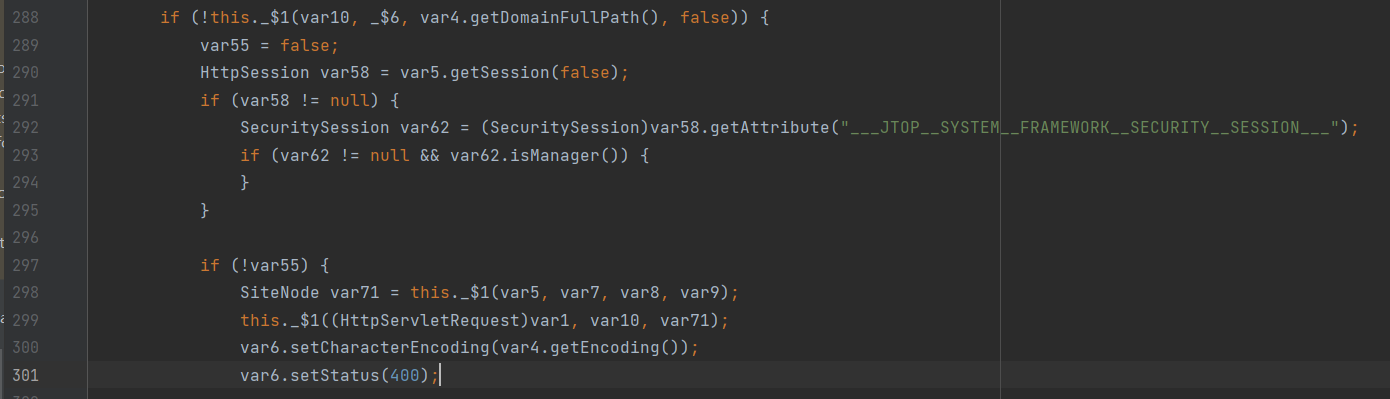 288 if (!this._$1(var10, _$6, var4.getDomainFullPath(), false)) {
289 var55 = false;
290 HttpSession var58 = var5.getSession(false);
291 if (var58 != null) {
292 SecuritySession var62 = (SecuritySession)var58.getAttribute("___JTOP__SYSTEM__FRAMEWORK__SECURITY__SESSION___");
293 if (var62 != null && var62.isManager()) {
294 }
295 }
296
297 if (!var55) {
298 SiteNode var71 = this._$1(var5, var7, var8, var9);
299 this._$1((HttpServletRequest)var1, var10, var71);
300 var6.setCharacterEncoding(var4.getEncoding());
301 var6.setStatus(400);